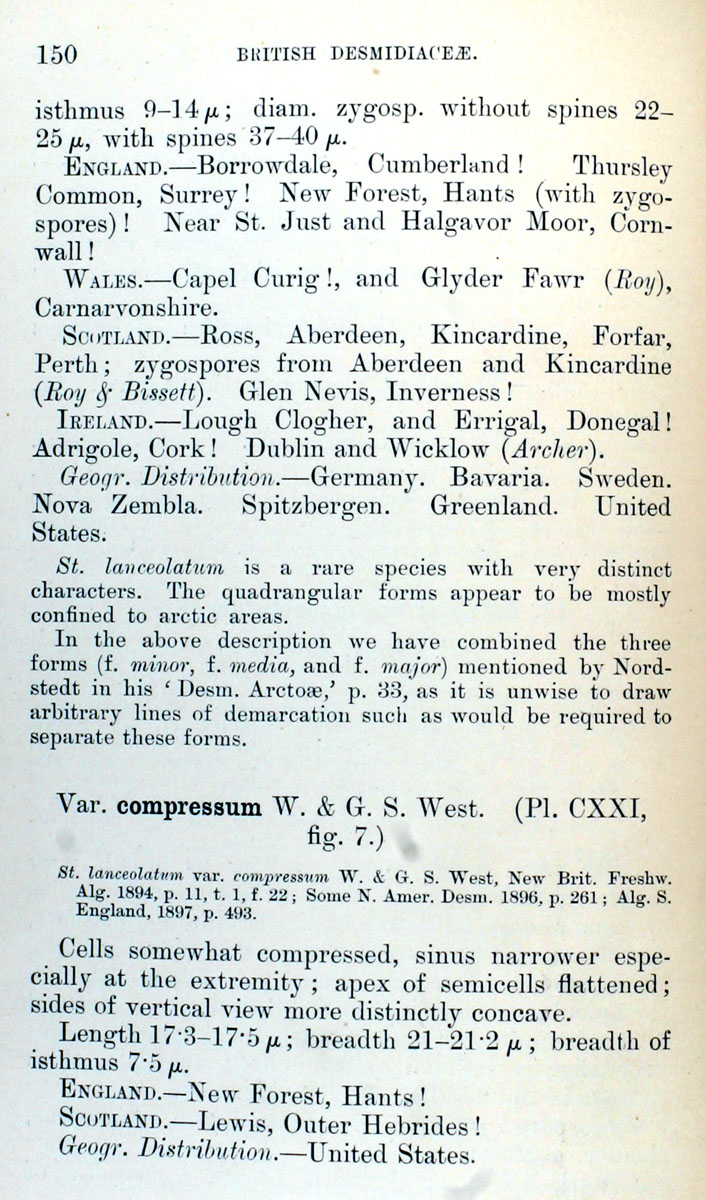 150 BRITISH DESMIDIACEÆ.
isthmus 9–14 µ; diam. zygosp. without spines 22–
25 µ, with spines 37–40 µ.
ENGLAND.—Borrowdale, Cumberland! Thursley
Common, Surrey! New Forest, Hants (with zygo-
spores)! Near St. Just and Halgavor Moor, Corn-
wall!
WALES.—Capel Curig!, and Glyder Fawr (Roy),
Carnarvonshire.
SCOTLAND.—Ross, Aberdeen, Kincardine, Forfar,
Perth; zygospores from Aberdeen and Kincardine
(Roy & Bissett). Glen Nevis, Inverness!
IRELAND.—Lough Clogher, and Errigal, Donegal!
Adrigole, Cork! Dublin and Wicklow (Archer).
Geogr. Distribution.—Germany. Bavaria. Sweden.
Nova Zembla. Spitzbergen. Greenland. United
States.
St. lanceolatum is a rare species with very distinct
characters. The quadrangular forms appear to be mostly
confined to arctic areas.
In the above description we have combined the three
forms (f. minor, f. media, and f. major) mentioned by Nord-
stedt in his ‘Desm. Arctoæ,’ p. 33, as it is unwise to draw
arbitrary lines of demarcation such as would be required to
separate these forms.
Var. compressum W. & G. S. West. (Pl. CXXI,
fig. 7.)
St. lanceolatum var. compressum W. & G. S. West, New Brit. Freshw.
Alg. 1894, p. 11, t. 1, f. 22; Some N. Amer. Desm. 1896, p. 261; Alg. S.
England, 1897, p. 493.
Cells somewhat compressed, sinus narrower espe-
cially at the extremity; apex of semicells flattened;
sides of vertical view more distinctly concave.
Length 17·3–17·5 µ; breadth 21–21·2 µ; breadth of
isthmus 7·5 µ.
ENGLAND.—New Forest, Hants!
SCOTLAND.—Lewis, Outer Hebrides!
Geogr. Distribution.—United States.